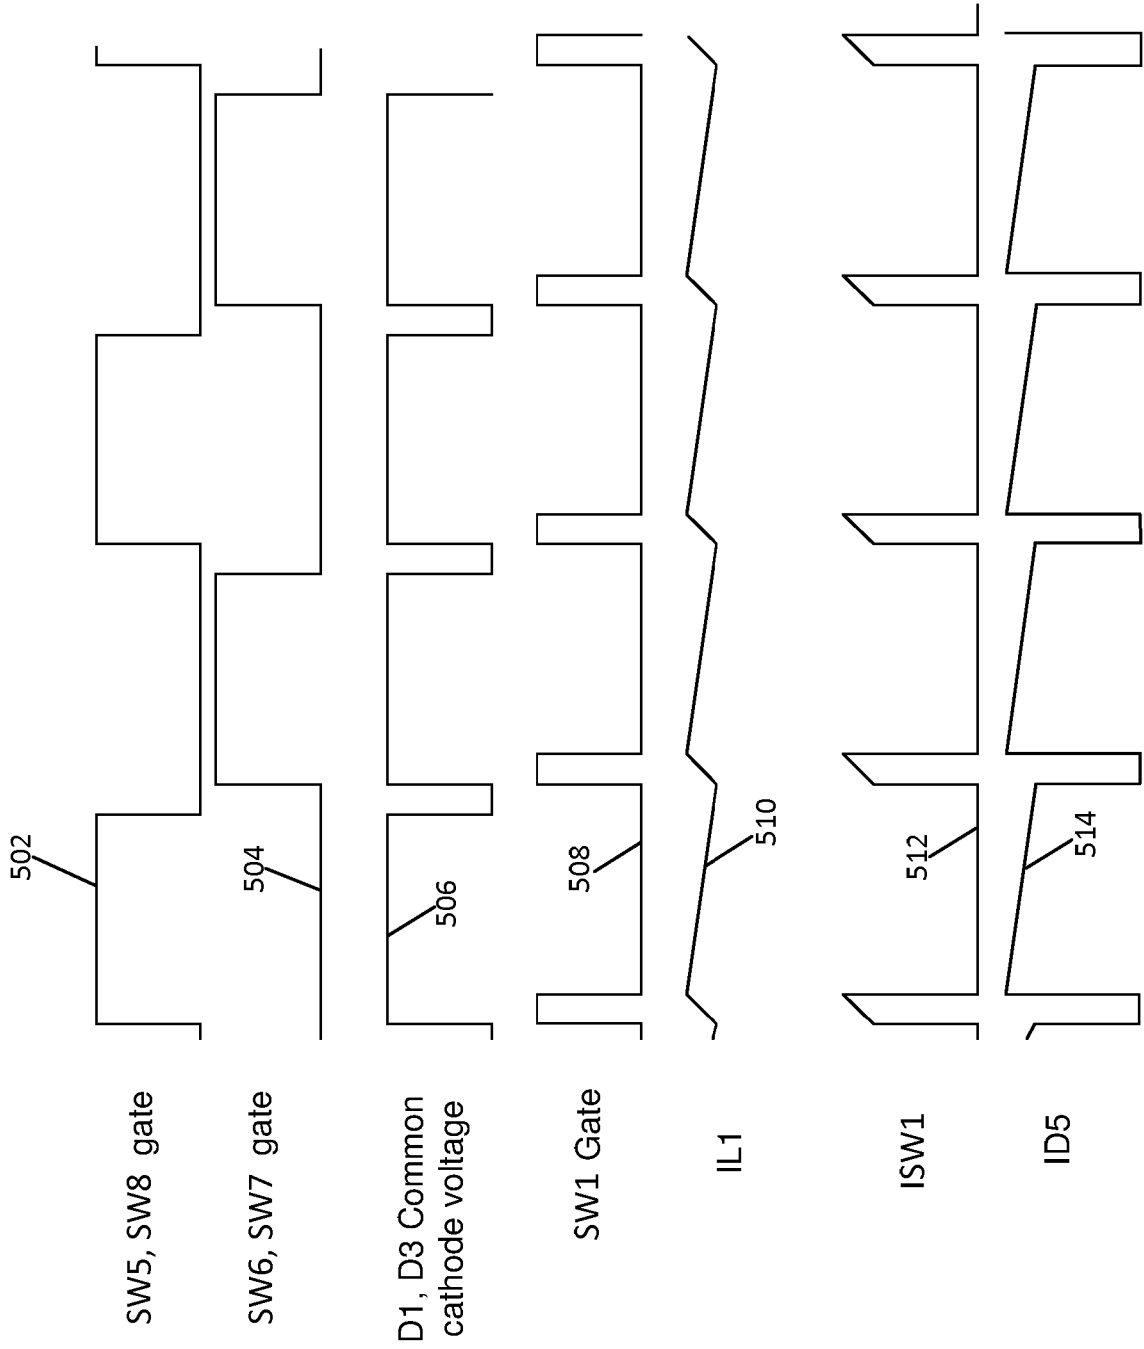 SW5, SW8 gate
502
SW6, SW7 gate
504
D1, D3 Common
cathode voltage
506
SW1 Gate
508
IL1
510
ISW1
512
ID5
514